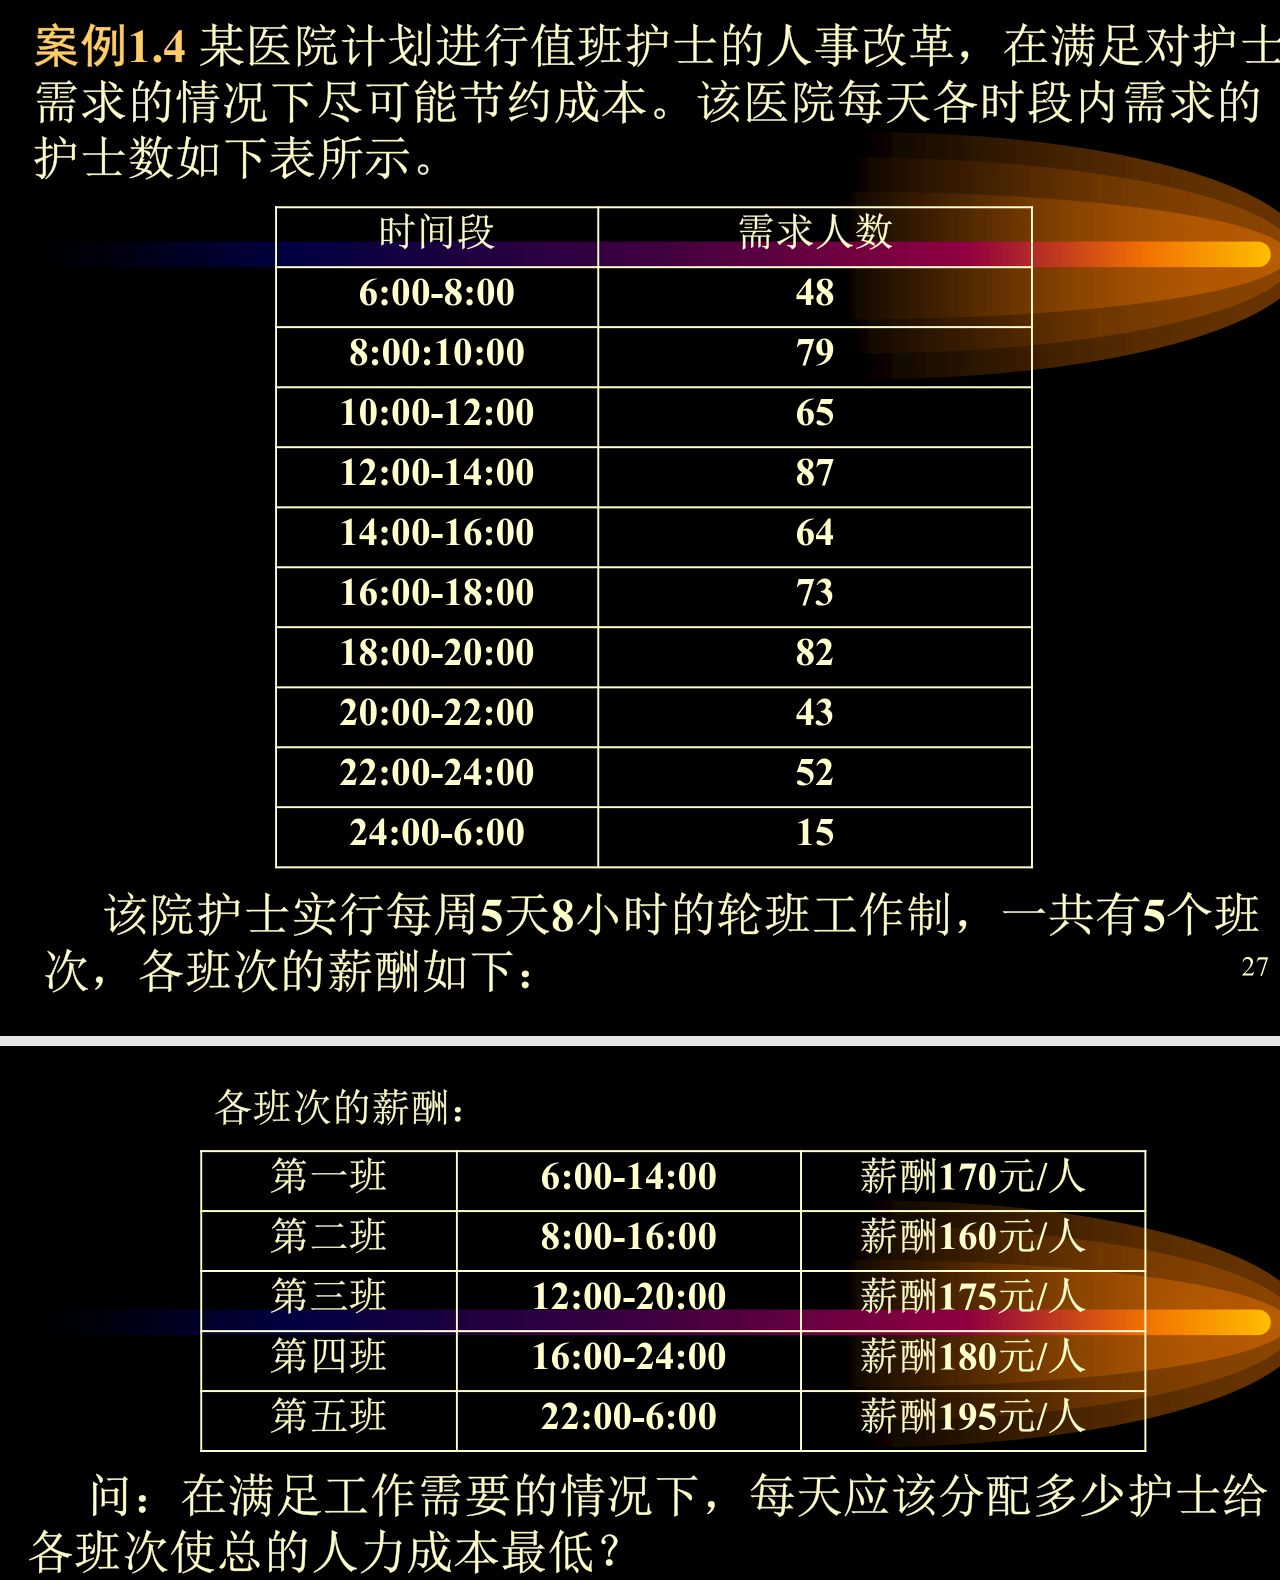 案例1.4 某医院计划进行值班护士的人事改革，在满足对护士
需求的情况下尽可能节约成本。该医院每天各时段内需求的
护士数如下表所示。
时间段 需求人数
6:00-8:00 48
8:00:10:00 79
10:00-12:00 65
12:00-14:00 87
14:00-16:00 64
16:00-18:00 73
18:00-20:00 82
20:00-22:00 43
22:00-24:00 52
24:00-6:00 15
该院护士实行每周5天8小时的轮班工作制，一共有5个班
次，各班次的薪酬如下：
27
各班次的薪酬：
第一班 6:00-14:00 薪酬170元/人
第二班 8:00-16:00 薪酬160元/人
第三班 12:00-20:00 薪酬175元/人
第四班 16:00-24:00 薪酬180元/人
第五班 22:00-6:00 薪酬195元/人
问：在满足工作需要的情况下，每天应该分配多少护士给
各班次使总的人力成本最低？